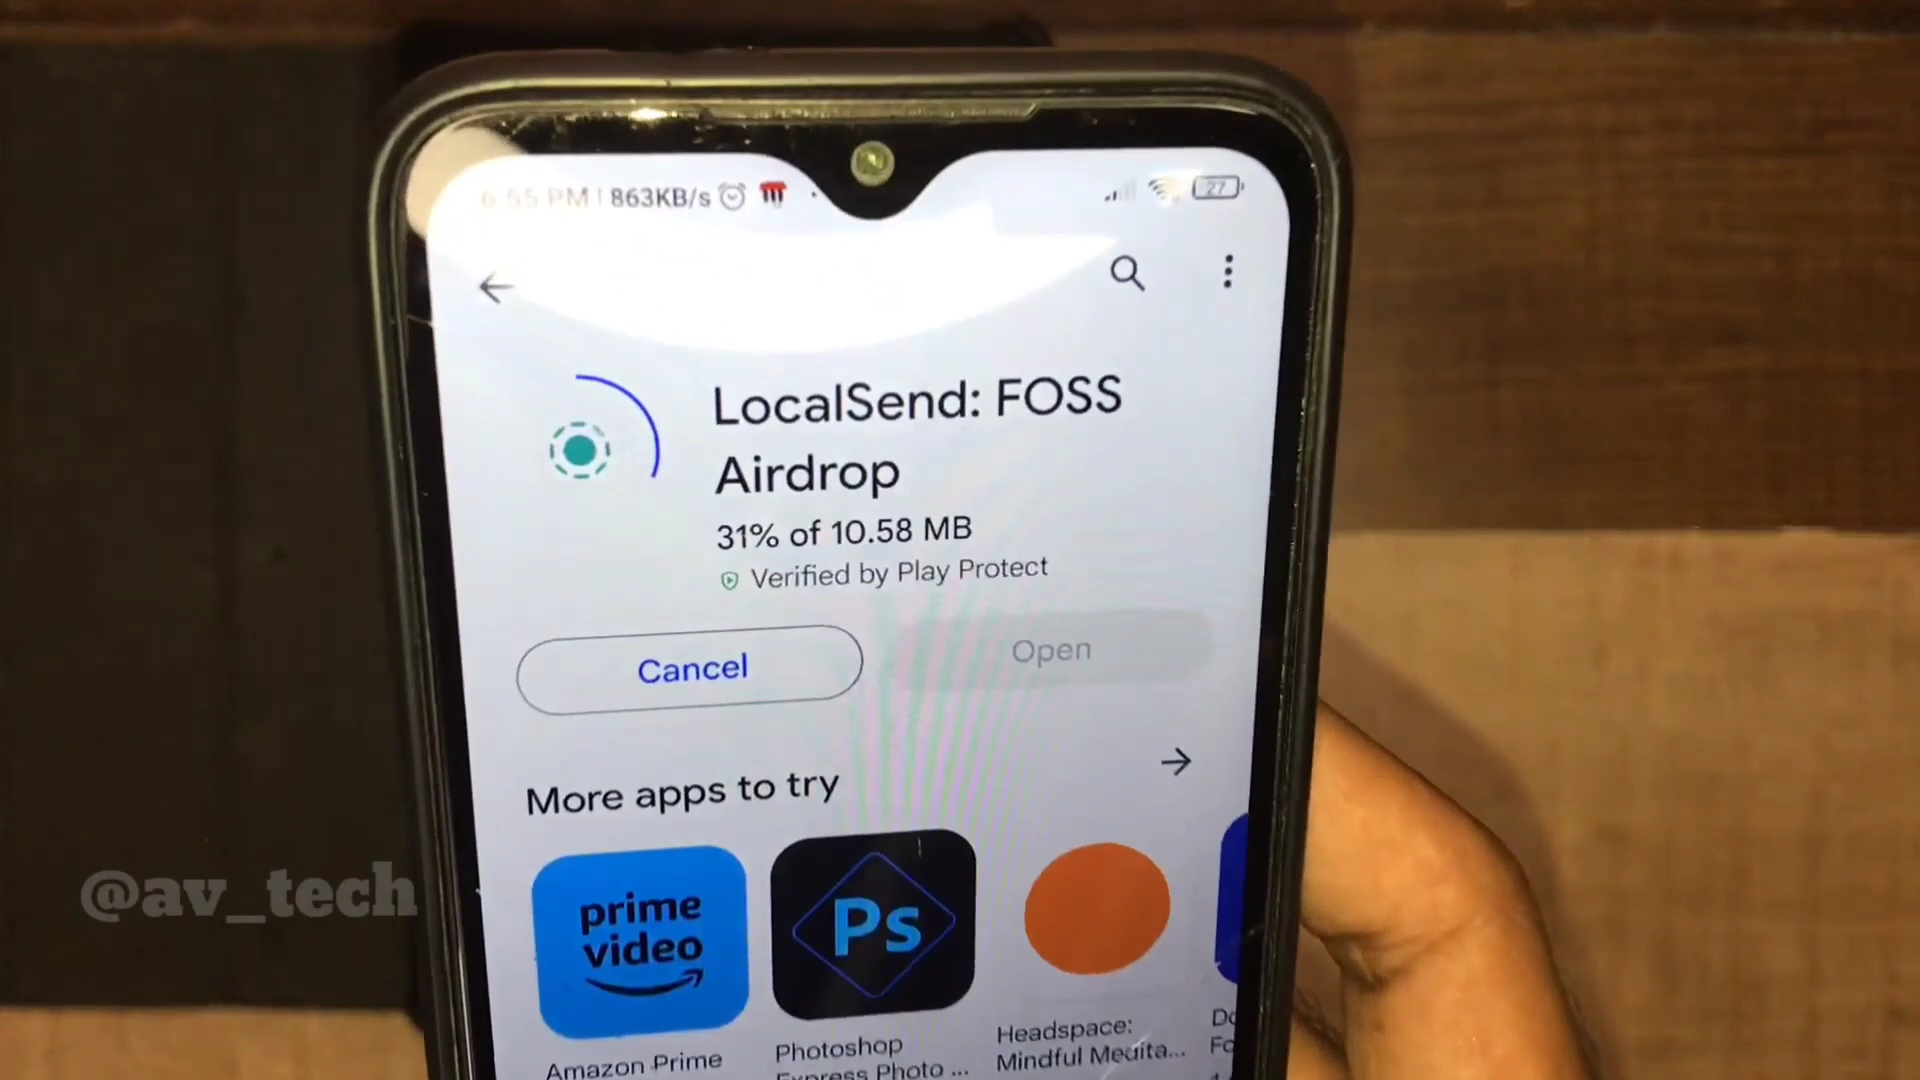 6:55 PM | 863KB/s
27
LocalSend: FOSS
Airdrop
31% of 10.58 MB
Verified by Play Protect
Cancel
Open
More apps to try
prime
video
Ps
Amazon Prime
Photoshop
Express Photo ...
Headspace:
Mindful Medita...
@av_tech